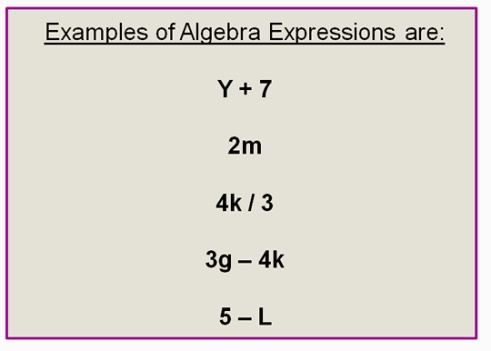 Examples of Algebra Expressions are:
Y + 7
2m
4k / 3
3g – 4k
5 – L